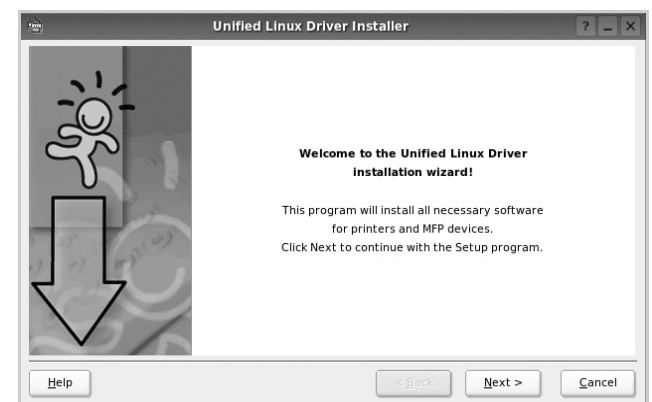 Unified Linux Driver Installer
Welcome to the Unified Linux Driver
installation wizard!
This program will install all necessary software
for printers and MFP devices.
Click Next to continue with the Setup program.
Help
< Back
Next >
Cancel